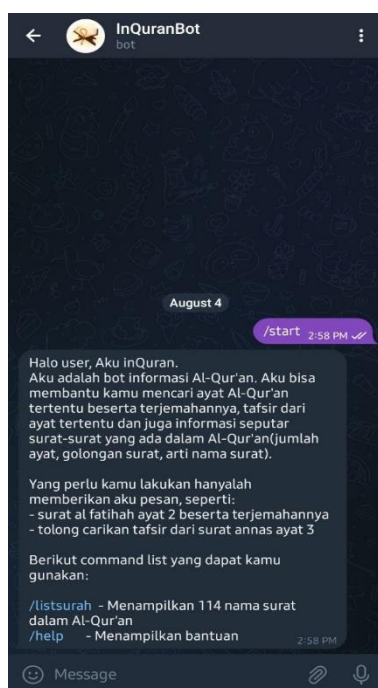 InQuranBot
bot
August 4
/start 2:58 PM
Halo user, Aku inQuran.
Aku adalah bot informasi Al-Qur'an. Aku bisa
membantu kamu mencari ayat Al-Qur'an
tertentu beserta terjemahannya, tafsir dari
ayat tertentu dan juga informasi seputar
surat-surat yang ada dalam Al-Qur'an(jumlah
ayat, golongan surat, arti nama surat).
Yang perlu kamu lakukan hanyalah
memberikan aku pesan, seperti:
- surat al fatihah ayat 2 beserta terjemahannya
- tolong carikan tafsir dari surat annas ayat 3
Berikut command list yang dapat kamu
gunakan:
/listsurah - Menampilkan 114 nama surat
dalam Al-Qur'an
/help - Menampilkan bantuan 2:58 PM
Message